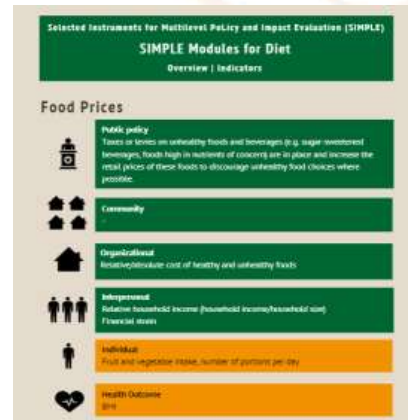 Selected Instruments for Multilevel PoLicy and Impact Evaluation (SIMPLE)
SIMPLE Modules for Diet
Overview | Indicators
Food Prices
Public policy
Taxes or levies on unhealthy foods and beverages (e.g. sugar-sweetened
beverages, foods high in nutrients of concern) are in place and increase the
retail prices of these foods to discourage unhealthy food choices where
possible.
Community
-
Organizational
Relative/absolute cost of healthy and unhealthy foods
Interpersonal
Relative household income (household income/household size)
Financial strain
Individual
Fruit and vegetable intake, number of portions per day
Health Outcome
BMI